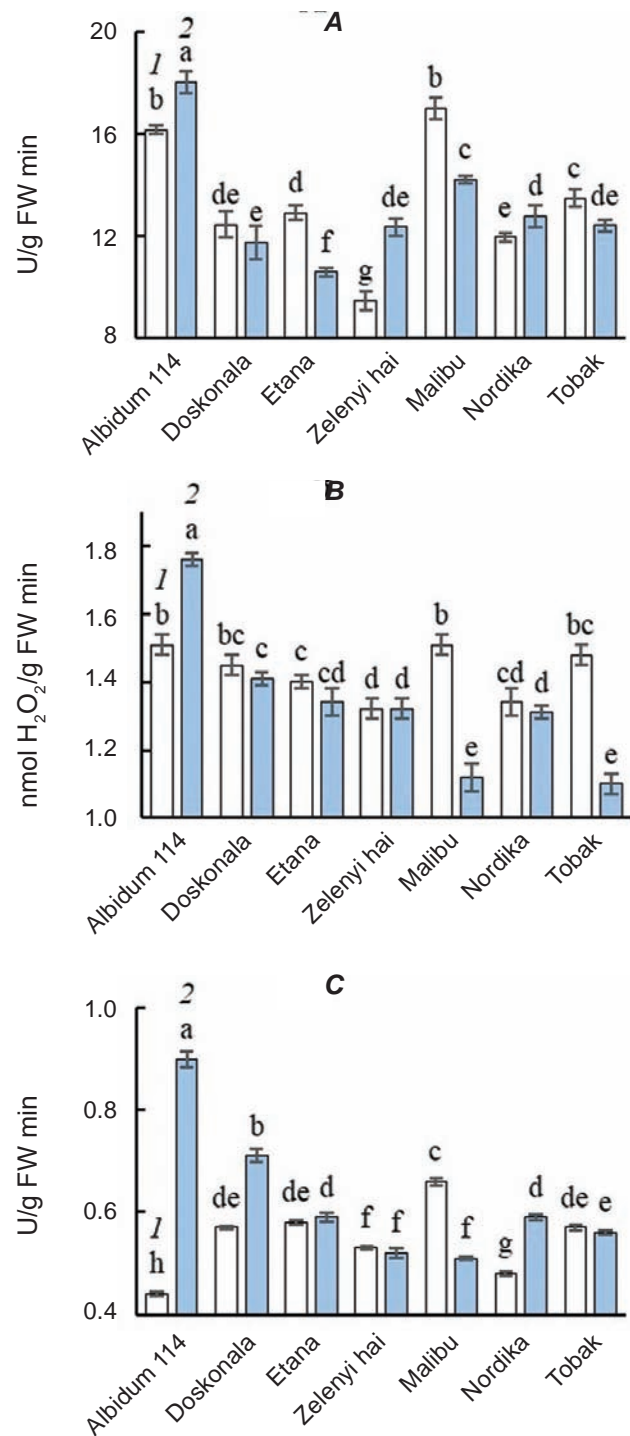 A
20
16
12
8
U/g FW min
1 2
b a de e d f g de b c e d c de
Albidum 114 Doskonala Etana Zelenyi hai Malibu Nordika Tobak
B
1.8
1.6
1.4
1.2
1.0
nmol H₂O₂/g FW min
1 2
b a bc c c cd d d b e cd d bc e
Albidum 114 Doskonala Etana Zelenyi hai Malibu Nordika Tobak
C
1.0
0.8
0.6
0.4
U/g FW min
1 2
h a de b de d f f c f g d de e
Albidum 114 Doskonala Etana Zelenyi hai Malibu Nordika Tobak